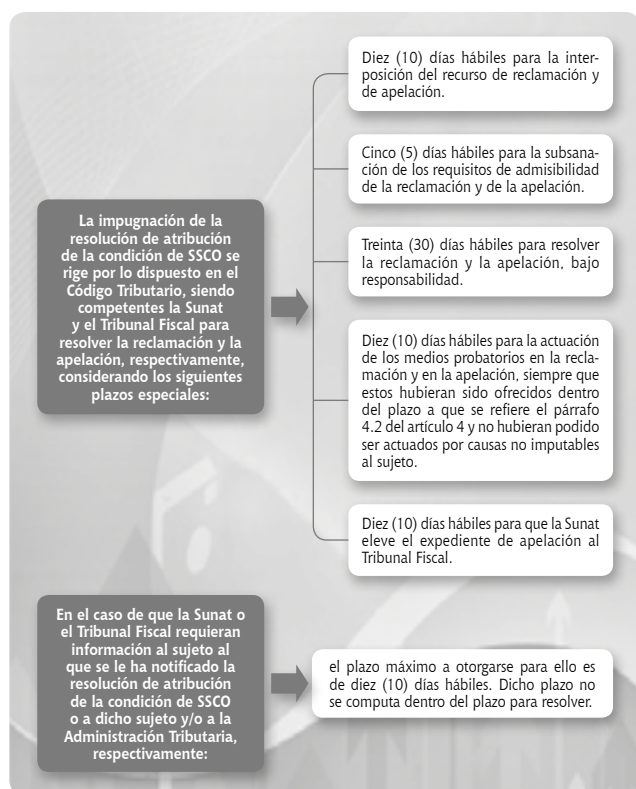 La impugnación de la
resolución de atribución
de la condición de SSCO se
rige por lo dispuesto en el
Código Tributario, siendo
competentes la Sunat
y el Tribunal Fiscal para
resolver la reclamación y la
apelación, respectivamente,
considerando los siguientes
plazos especiales:
Diez (10) días hábiles para la inter-
posición del recurso de reclamación y
de apelación.
Cinco (5) días hábiles para la subsana-
ción de los requisitos de admisibilidad
de la reclamación y de la apelación.
Treinta (30) días hábiles para resolver
la reclamación y la apelación, bajo
responsabilidad.
Diez (10) días hábiles para la actuación
de los medios probatorios en la recla-
mación y en la apelación, siempre que
estos hubieran sido ofrecidos dentro
del plazo a que se refiere el párrafo
4.2 del artículo 4 y no hubieran podido
ser actuados por causas no imputables
al sujeto.
Diez (10) días hábiles para que la Sunat
eleve el expediente de apelación al
Tribunal Fiscal.
En el caso de que la Sunat o
el Tribunal Fiscal requieran
información al sujeto al
que se le ha notificado la
resolución de atribución
de la condición de SSCO
o a dicho sujeto y/o a la
Administración Tributaria,
respectivamente:
el plazo máximo a otorgarse para ello es
de diez (10) días hábiles. Dicho plazo no
se computa dentro del plazo para resolver.